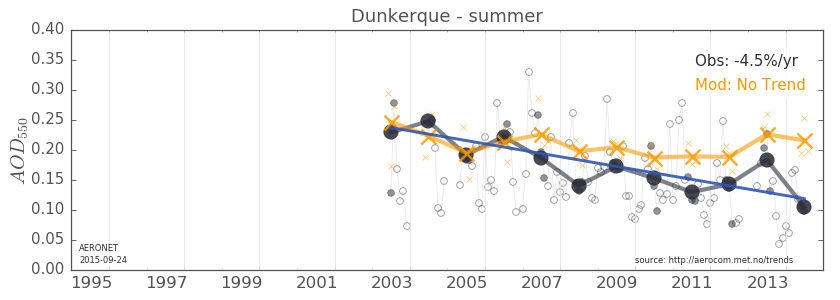 Dunkerque - summer
0.40
0.35
0.30
0.25
0.20
0.15
0.10
0.05
0.00
AOD550
Obs: -4.5%/yr
Mod: No Trend
AERONET
2015-09-24
source: http://aerocom.met.no/trends
1995 1997 1999 2001 2003 2005 2007 2009 2011 2013